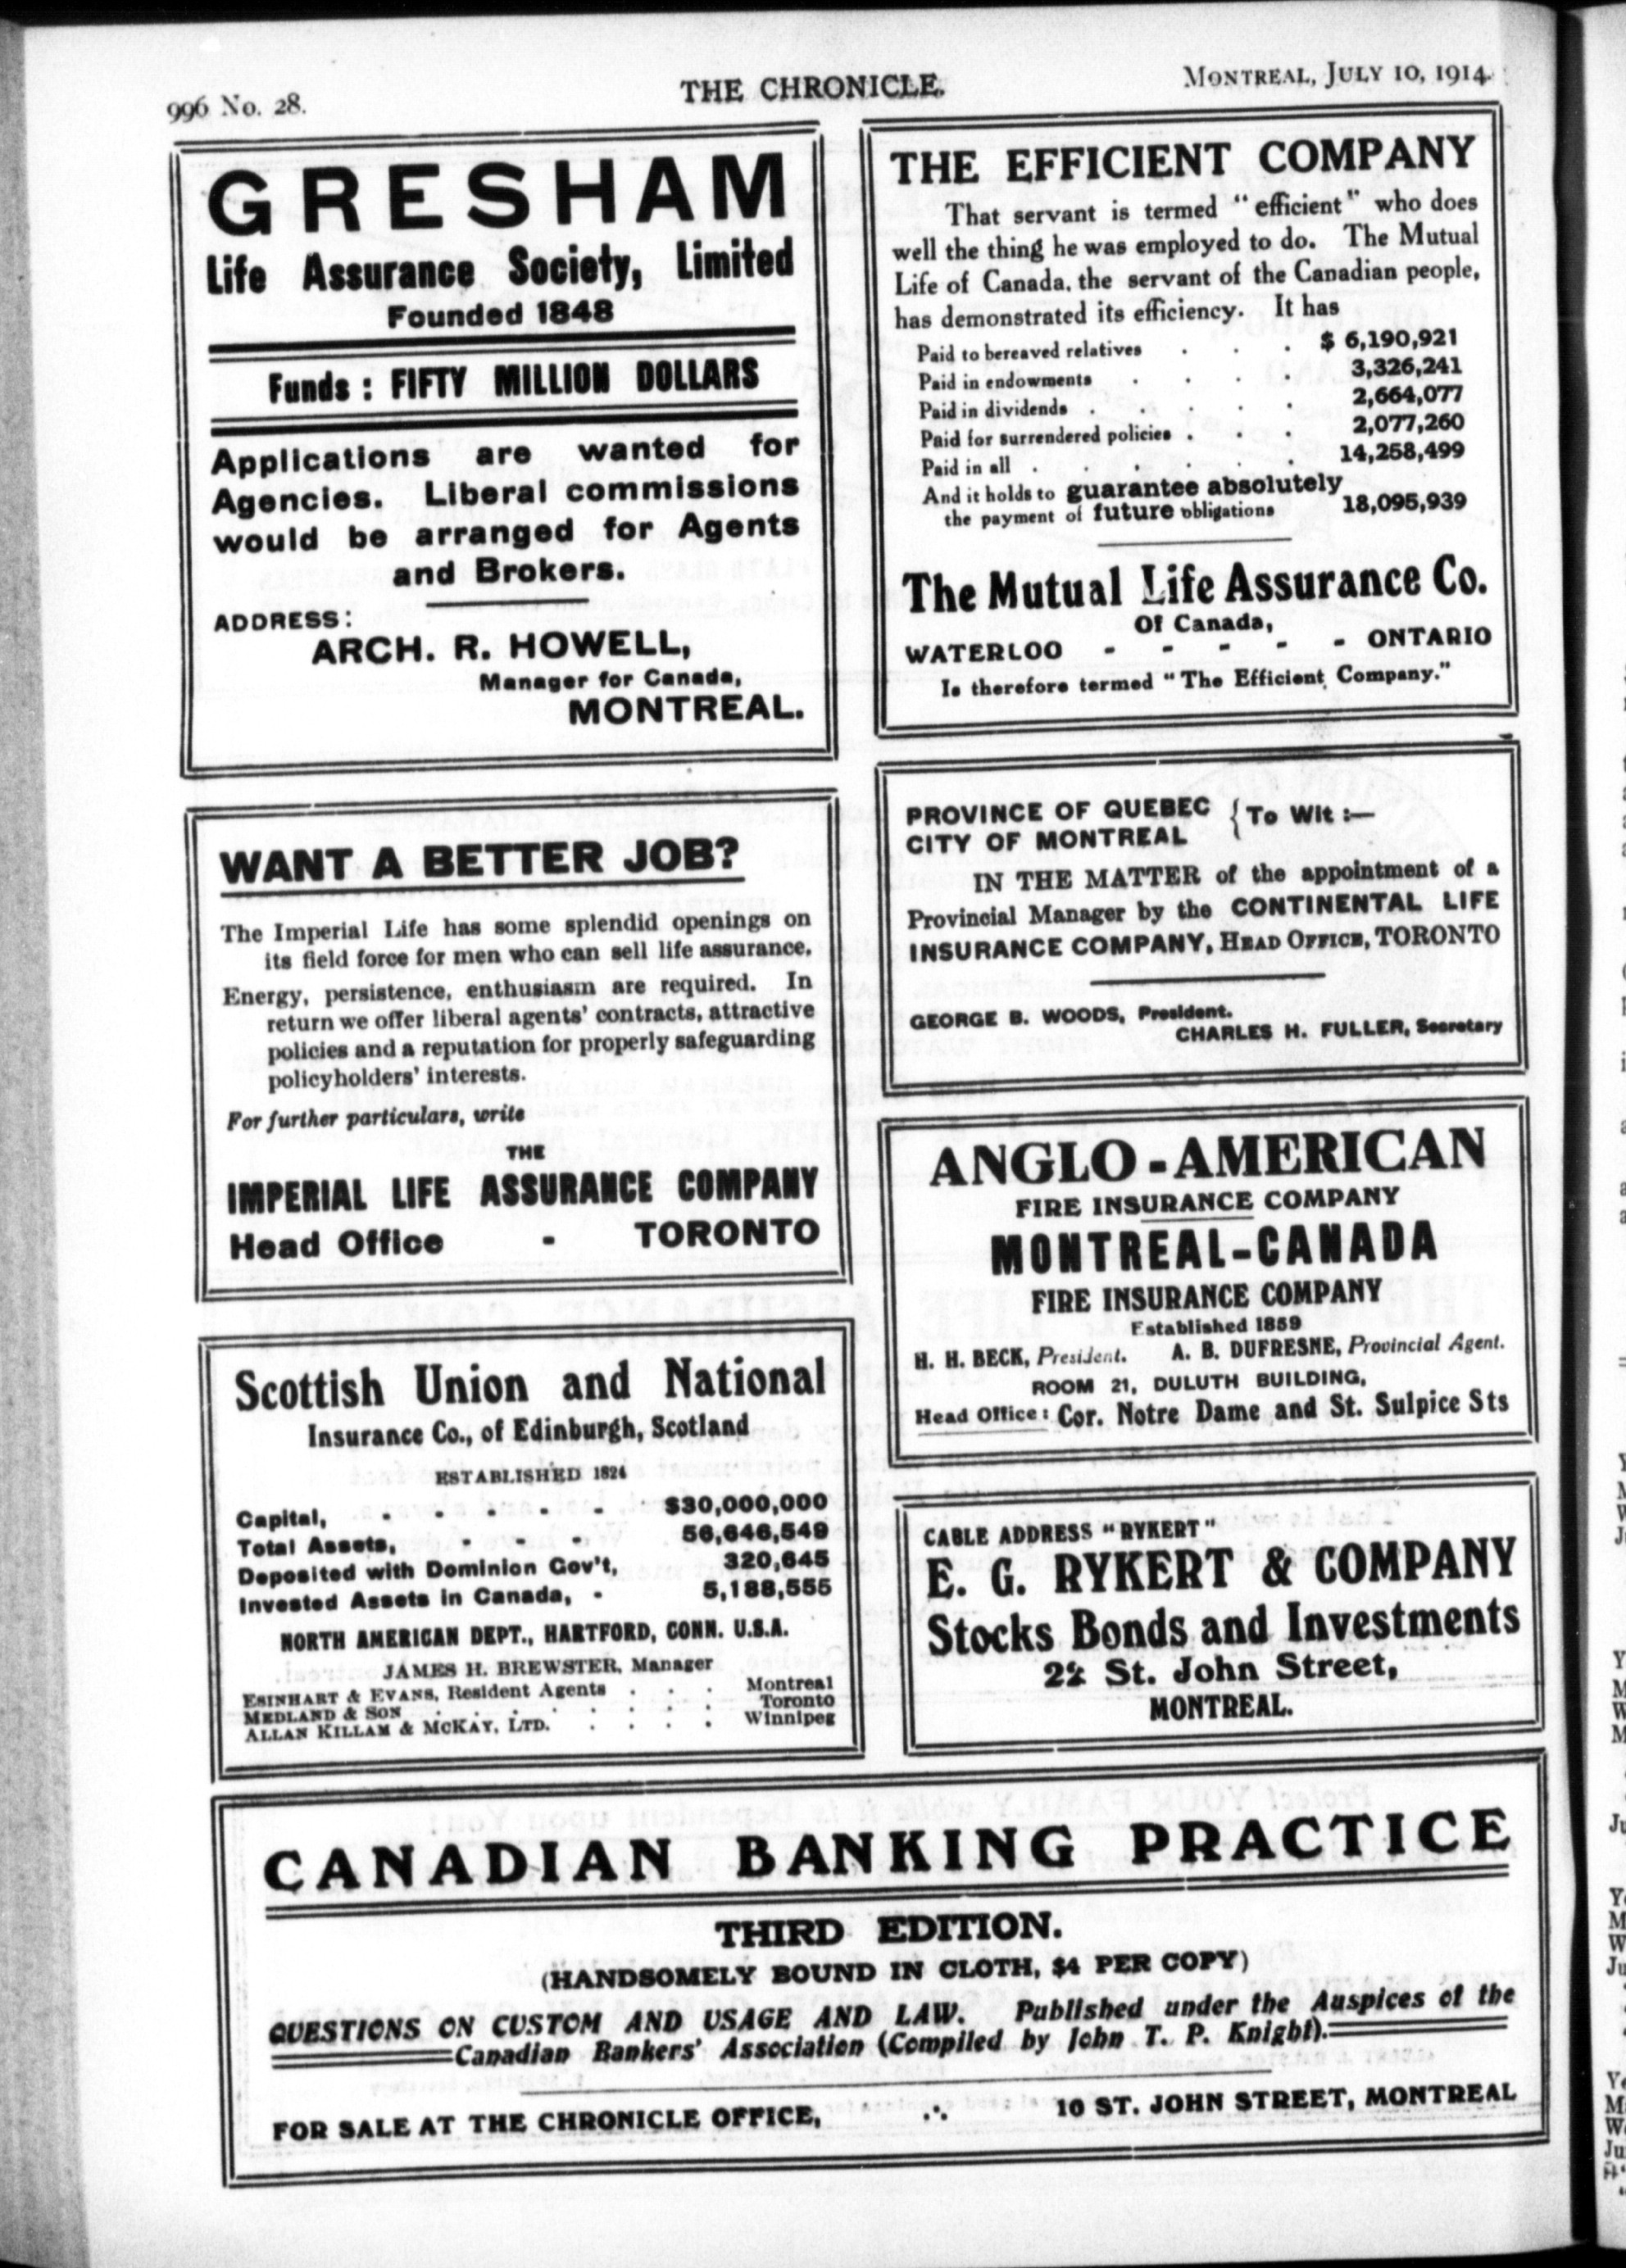 996 No. 28.
THE CHRONICLE.
MONTREAL, JULY 10, 1914.
GRESHAM
Life Assurance Society, Limited
Founded 1848
Funds : FIFTY MILLION DOLLARS
Applications are wanted for
Agencies. Liberal commissions
would be arranged for Agents
and Brokers.
ADDRESS:
ARCH. R. HOWELL,
Manager for Canada,
MONTREAL.
THE EFFICIENT COMPANY
That servant is termed "efficient" who does
well the thing he was employed to do. The Mutual
Life of Canada, the servant of the Canadian people,
has demonstrated its efficiency. It has
Paid to bereaved relatives . . . $ 6,190,921
Paid in endowments . . . . 3,326,241
Paid in dividends . . . . . 2,664,077
Paid for surrendered policies . . . 2,077,260
Paid in all . . . . . . 14,258,499
And it holds to guarantee absolutely
the payment of future obligations 18,095,939
The Mutual Life Assurance Co.
Of Canada,
WATERLOO - - - - - ONTARIO
Is therefore termed "The Efficient Company."
WANT A BETTER JOB?
The Imperial Life has some splendid openings on
its field force for men who can sell life assurance.
Energy, persistence, enthusiasm are required. In
return we offer liberal agents' contracts, attractive
policies and a reputation for properly safeguarding
policyholders' interests.
For further particulars, write
THE
IMPERIAL LIFE ASSURANCE COMPANY
Head Office - TORONTO
PROVINCE OF QUEBEC { To Wit :—
CITY OF MONTREAL
IN THE MATTER of the appointment of a
Provincial Manager by the CONTINENTAL LIFE
INSURANCE COMPANY, HEAD OFFICE, TORONTO
GEORGE B. WOODS, President.
CHARLES H. FULLER, Secretary
ANGLO-AMERICAN
FIRE INSURANCE COMPANY
MONTREAL-CANADA
FIRE INSURANCE COMPANY
Established 1859
H. H. BECK, President. A. B. DUFRESNE, Provincial Agent.
ROOM 21, DULUTH BUILDING,
Head Office : Cor. Notre Dame and St. Sulpice Sts
Scottish Union and National
Insurance Co., of Edinburgh, Scotland
ESTABLISHED 1824
Capital, - - - - - $30,000,000
Total Assets, - - - - 56,646,549
Deposited with Dominion Gov't, 320,645
Invested Assets in Canada, - 5,188,555
NORTH AMERICAN DEPT., HARTFORD, CONN. U.S.A.
JAMES H. BREWSTER, Manager
ESINHART & EVANS, Resident Agents . . . Montreal
MEDLAND & SON . . . . . . Toronto
ALLAN KILLAM & MCKAY, LTD. . . . . Winnipeg
CABLE ADDRESS "RYKERT"
E. G. RYKERT & COMPANY
Stocks Bonds and Investments
St. John Street,
MONTREAL.
CANADIAN BANKING PRACTICE
THIRD EDITION.
(HANDSOMELY BOUND IN CLOTH, $4 PER COPY)
QUESTIONS ON CUSTOM AND USAGE AND LAW. Published under the Auspices of the
Canadian Bankers' Association (Compiled by John T. P. Knight).
FOR SALE AT THE CHRONICLE OFFICE, .·. 10 ST. JOHN STREET, MONTREAL